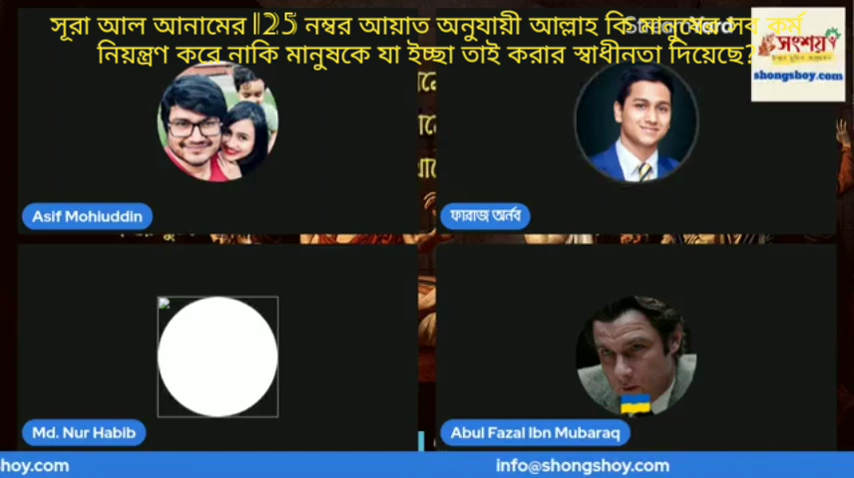 সূরা আল আনামের 125 নম্বর আয়াত অনুযায়ী আল্লাহ কি মানুষের সব কর্ম
নিয়ন্ত্রণ করে নাকি মানুষকে যা ইচ্ছা তাই করার স্বাধীনতা দিয়েছে?
সংশয়
shongshoy.com
Asif Mohiuddin
ফারাজ অর্নব
Md. Nur Habib
Abul Fazal Ibn Mubaraq
hoy.com
info@shongshoy.com